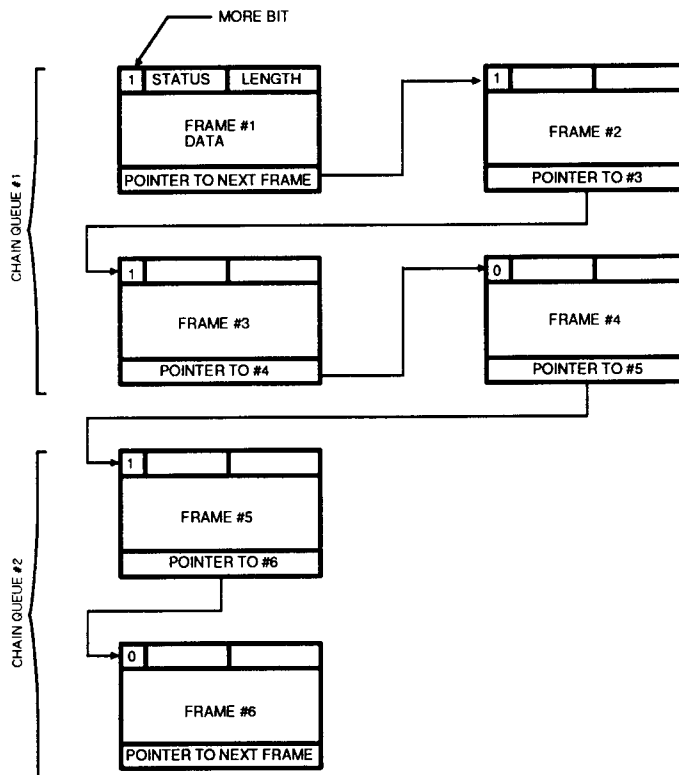 MORE BIT
1 STATUS LENGTH
FRAME #1
DATA
POINTER TO NEXT FRAME
1
FRAME #2
POINTER TO #3
CHAIN QUEUE #1
1
FRAME #3
POINTER TO #4
0
FRAME #4
POINTER TO #5
CHAIN QUEUE #2
1
FRAME #5
POINTER TO #6
0
FRAME #6
POINTER TO NEXT FRAME